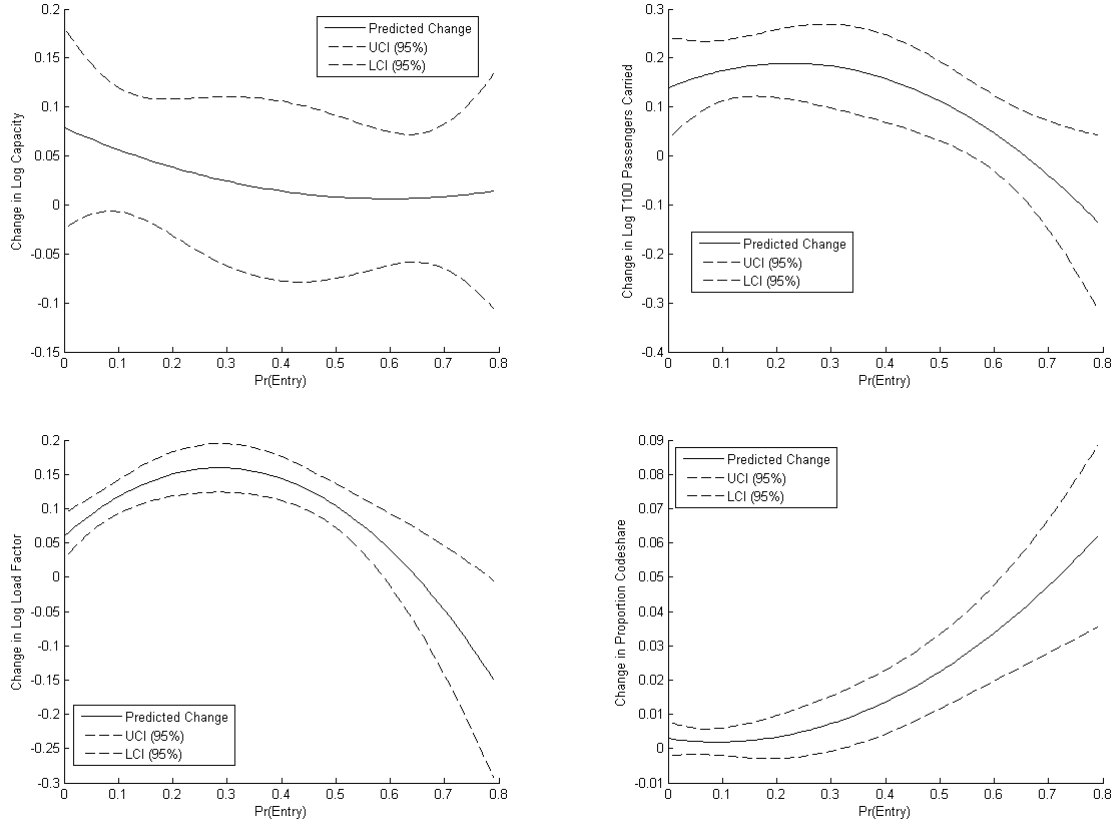 0.2
0.15
0.1
0.05
0
-0.05
-0.1
-0.15
Change in Log Capacity
Predicted Change
UCI (95%)
LCI (95%)
0 0.1 0.2 0.3 0.4 0.5 0.6 0.7 0.8
Pr(Entry)
0.4
0.3
0.2
0.1
0
-0.1
-0.2
-0.3
-0.4
Change in Log T100 Passengers Carried
Predicted Change
UCI (95%)
LCI (95%)
0 0.1 0.2 0.3 0.4 0.5 0.6 0.7 0.8
Pr(Entry)
0.2
0.15
0.1
0.05
0
-0.05
-0.1
-0.15
-0.2
-0.25
-0.3
Change in Log Load Factor
Predicted Change
UCI (95%)
LCI (95%)
0 0.1 0.2 0.3 0.4 0.5 0.6 0.7 0.8
Pr(Entry)
0.09
0.08
0.07
0.06
0.05
0.04
0.03
0.02
0.01
0
-0.01
Change in Proportion Codeshare
Predicted Change
UCI (95%)
LCI (95%)
0 0.1 0.2 0.3 0.4 0.5 0.6 0.7 0.8
Pr(Entry)